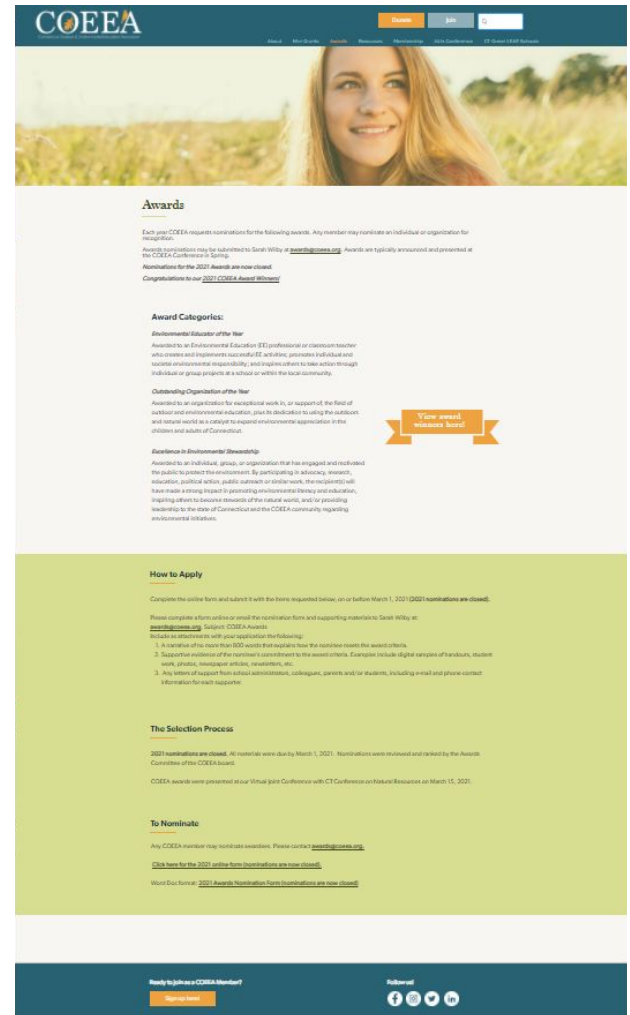 COEEA
Connecticut Outdoor & Environmental Education Association
Donate
Join
About Mini Grants Awards Resources Membership Join Conference CT Green LEAF Schools
Awards
Each year COEEA requests nominations for the following awards. Any member may nominate an individual or organization for
recognition.
Awards nominations may be submitted to Sarah Wilby at awards@coeea.org. Awards are typically announced and presented at
the COEEA Conference in Spring.
Nominations for the 2021 Awards are now closed.
Congratulations to our 2021 COEEA Award Winners!
Award Categories:
Environmental Educator of the Year
Awarded to an Environmental Education (EE) professional or classroom teacher
who creates and implements successful EE activities; promotes individual and
societal environmental responsibility; and inspires others to take action through
individual or group projects at a school or within the local community.
Outstanding Organization of the Year
Awarded to an organization for exceptional work in, or support of, the field of
outdoor and environmental education, plus its dedication to using the outdoors
and natural world as a catalyst to expand environmental appreciation in the
children and adults of Connecticut.
View award
winners here!
Excellence in Environmental Stewardship
Awarded to an individual, group, or organization that has engaged and motivated
the public to protect the environment. By participating in advocacy, research,
education, political action, public outreach or similar work, the recipient(s) will
have made a strong impact in promoting environmental literacy and education,
inspiring others to become stewards of the natural world, and/or providing
leadership to the state of Connecticut and the COEEA community regarding
environmental initiatives.
How to Apply
Complete the online form and submit it with the items requested below, on or before March 1, 2021 (2021 nominations are closed).
Please complete a form online or email the nomination form and supporting materials to Sarah Wilby at:
awards@coeea.org, Subject: COEEA Awards
Include as attachments with your application the following:
1. A narrative of no more than 800 words that explains how the nominee meets the award criteria.
2. Supportive evidence of the nominee's commitment to the award criteria. Examples include digital samples of handouts, student
work, photos, newspaper articles, newsletters, etc.
3. Any letters of support from school administrators, colleagues, parents and/or students, including e-mail and phone contact
information for each supporter.
The Selection Process
2021 nominations are closed. All materials were due by March 1, 2021. Nominations were reviewed and ranked by the Awards
Committee of the COEEA board.
COEEA awards were presented at our Virtual Joint Conference with CT Conference on Natural Resources on March 15, 2021.
To Nominate
Any COEEA member may nominate awardees. Please contact awards@coeea.org.
Click here for the 2021 online form (nominations are now closed).
Word Doc format: 2021 Awards Nomination Form (nominations are now closed)
Ready to join as a COEEA Member?
Sign up here!
Follow us!